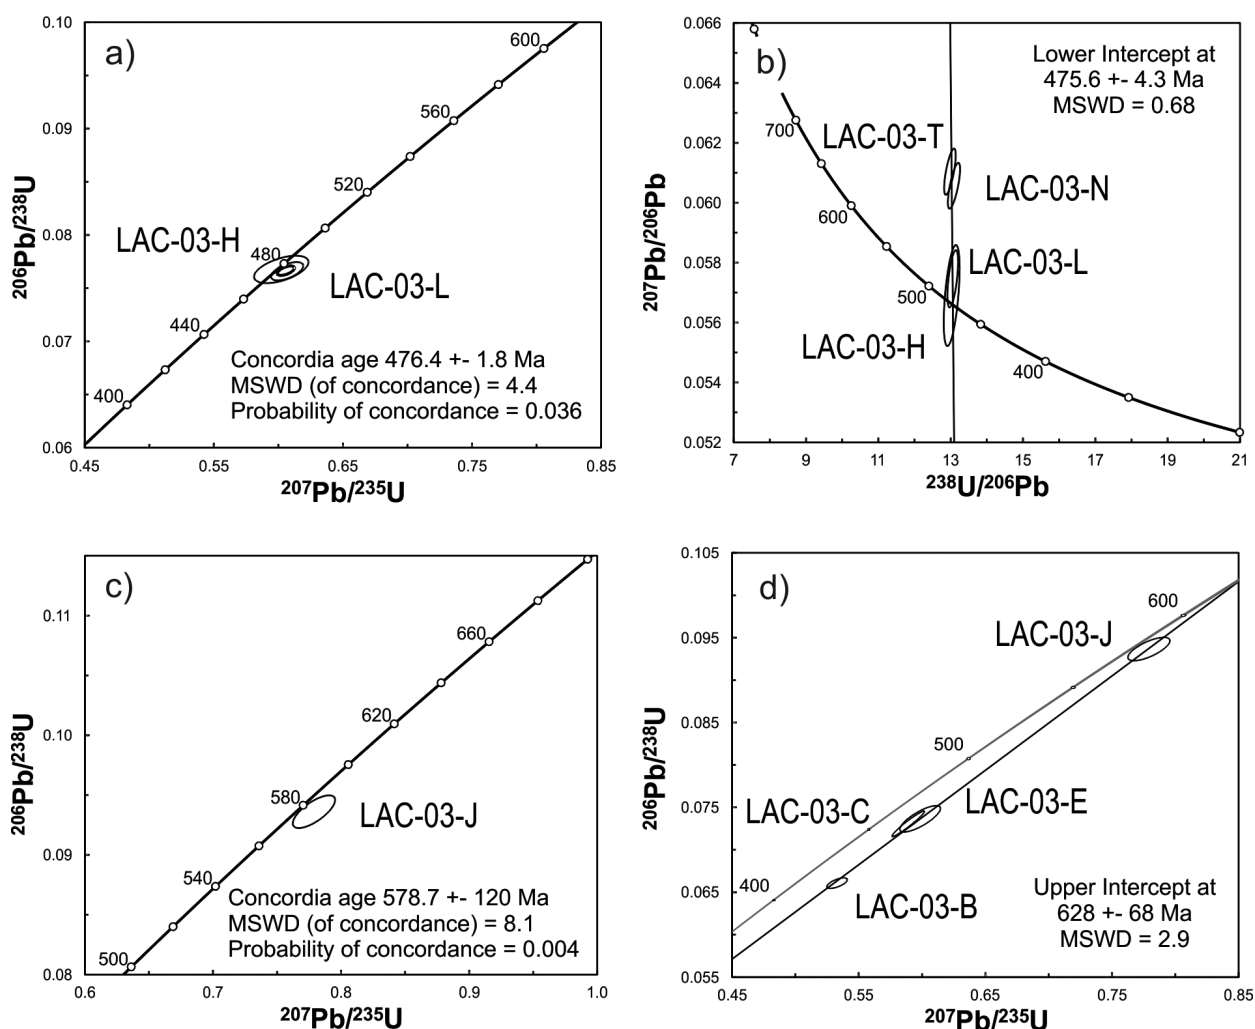 a)
0.10
0.09
0.08
0.07
0.06
206Pb/238U
600
560
520
480
440
400
LAC-03-H
LAC-03-L
Concordia age 476.4 +- 1.8 Ma
MSWD (of concordance) = 4.4
Probability of concordance = 0.036
0.45
0.55
0.65
0.75
0.85
207Pb/235U
b)
0.066
0.064
0.062
0.060
0.058
0.056
0.054
0.052
207Pb/206Pb
Lower Intercept at
475.6 +- 4.3 Ma
MSWD = 0.68
700
600
500
400
LAC-03-T
LAC-03-N
LAC-03-L
LAC-03-H
7
9
11
13
15
17
19
21
238U/206Pb
c)
0.11
0.10
0.09
0.08
206Pb/238U
660
620
580
540
500
LAC-03-J
Concordia age 578.7 +- 120 Ma
MSWD (of concordance) = 8.1
Probability of concordance = 0.004
0.6
0.7
0.8
0.9
1.0
207Pb/235U
d)
0.105
0.095
0.085
0.075
0.065
0.055
206Pb/238U
600
500
400
LAC-03-J
LAC-03-C
LAC-03-E
LAC-03-B
Upper Intercept at
628 +- 68 Ma
MSWD = 2.9
0.45
0.55
0.65
0.75
0.85
207Pb/235U